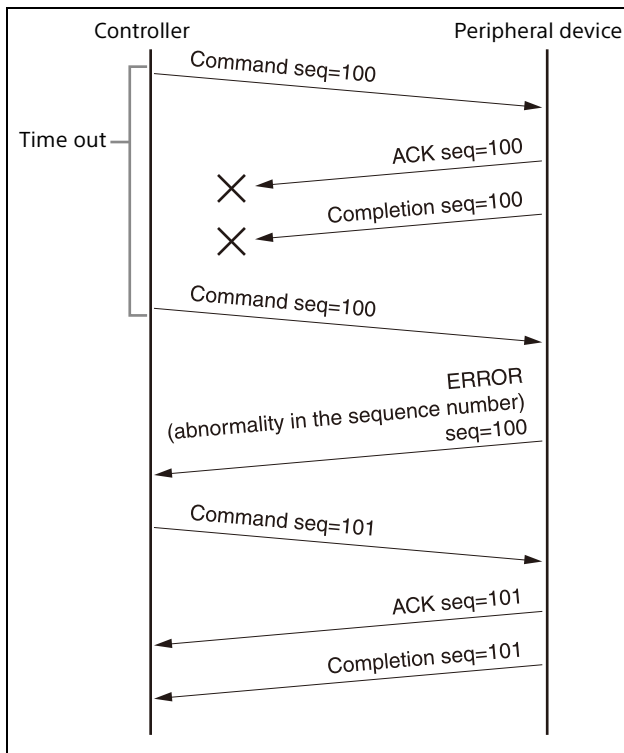 Controller
Peripheral device
Command seq=100
Time out
ACK seq=100
Completion seq=100
Command seq=100
ERROR
(abnormality in the sequence number)
seq=100
Command seq=101
ACK seq=101
Completion seq=101